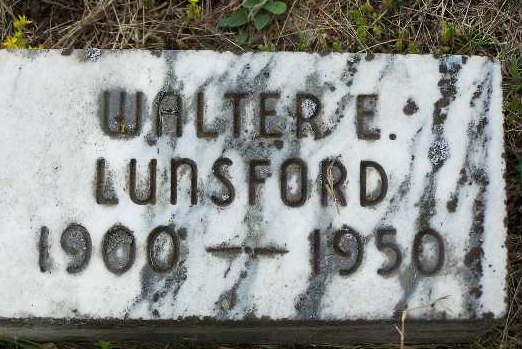 WALTER E.
LUNSFORD
1900 — 1950